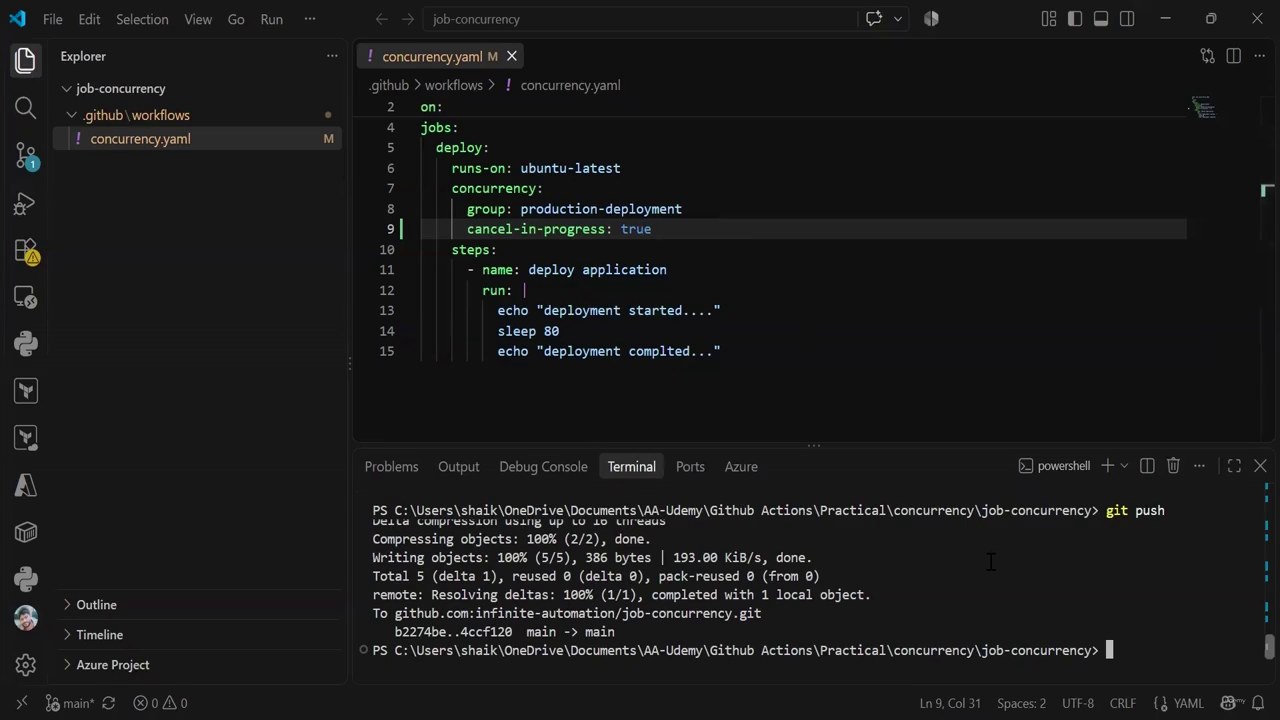 File Edit Selection View Go Run ···
job-concurrency
Explorer ···
job-concurrency
.github\workflows
! concurrency.yaml M
1
Outline
Timeline
Azure Project
! concurrency.yaml M
.github > workflows > ! concurrency.yaml
2 on:
4 jobs:
5 deploy:
6 runs-on: ubuntu-latest
7 concurrency:
8 group: production-deployment
9 cancel-in-progress: true
10 steps:
11 - name: deploy application
12 run: |
13 echo "deployment started...."
14 sleep 80
15 echo "deployment complted..."
Problems Output Debug Console Terminal Ports Azure
powershell
PS C:\Users\shaik\OneDrive\Documents\AA-Udemy\Github Actions\Practical\concurrency\job-concurrency> git push
Delta compression using up to 16 threads
Compressing objects: 100% (2/2), done.
Writing objects: 100% (5/5), 386 bytes | 193.00 KiB/s, done.
Total 5 (delta 1), reused 0 (delta 0), pack-reused 0 (from 0)
remote: Resolving deltas: 100% (1/1), completed with 1 local object.
To github.com:infinite-automation/job-concurrency.git
b2274be..4ccf120 main -> main
PS C:\Users\shaik\OneDrive\Documents\AA-Udemy\Github Actions\Practical\concurrency\job-concurrency>
main* 0 0 Ln 9, Col 31 Spaces: 2 UTF-8 CRLF {} YAML